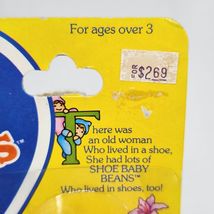 For ages over 3
FOR
$2.69
There was
an old woman
Who lived in a shoe,
She had lots of
SHOE BABY
BEANS™
Who lived in shoes, too!